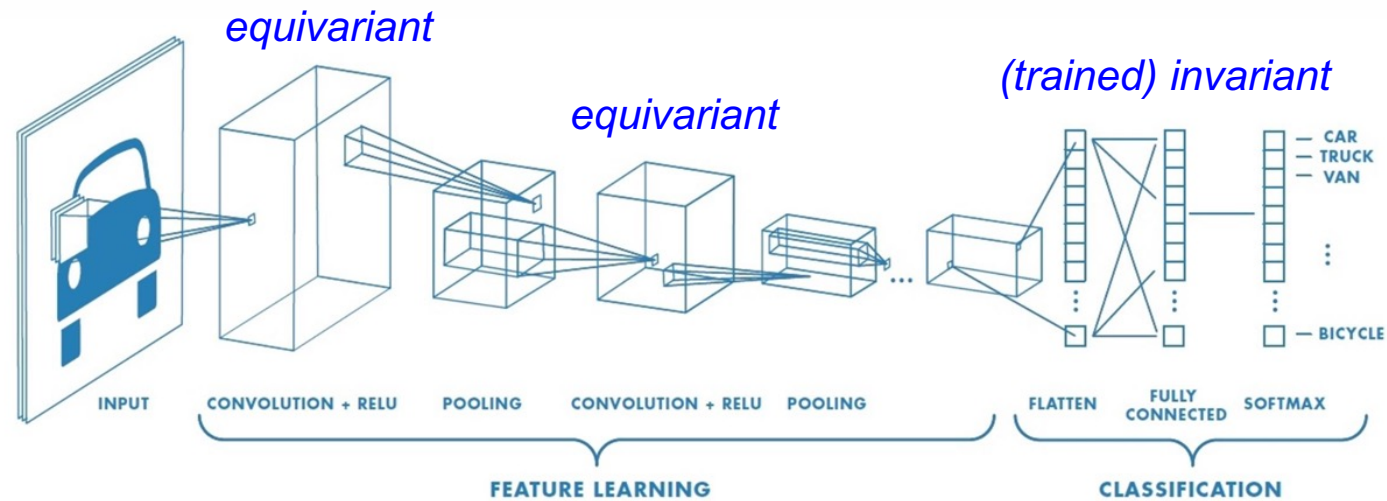 equivariant
equivariant
(trained) invariant
CAR
TRUCK
VAN
BICYCLE
INPUT
CONVOLUTION + RELU
POOLING
CONVOLUTION + RELU
POOLING
FLATTEN
FULLY
CONNECTED
SOFTMAX
FEATURE LEARNING
CLASSIFICATION